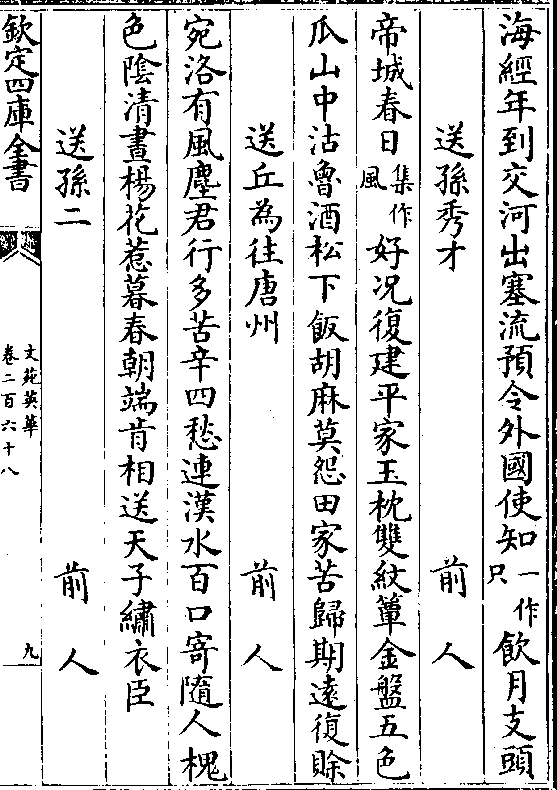 海經年到交河出塞流預令外國使知一作只飲月支頭
送孫秀才　前人
帝城春日集作風好况復建平家玉枕雙紋簟金盤五色
瓜山中沽魯酒松下飯胡麻莫怨田家苦歸期遠復賖
送丘為往唐州　前人
宛洛有風塵君行多苦辛四愁連漢水百口寄隨人槐
色陰清晝楊花惹暮春朝端肯相送天子繡衣臣
送孫二　前人
欽定四庫全書
文苑英華
卷二百六十八
九